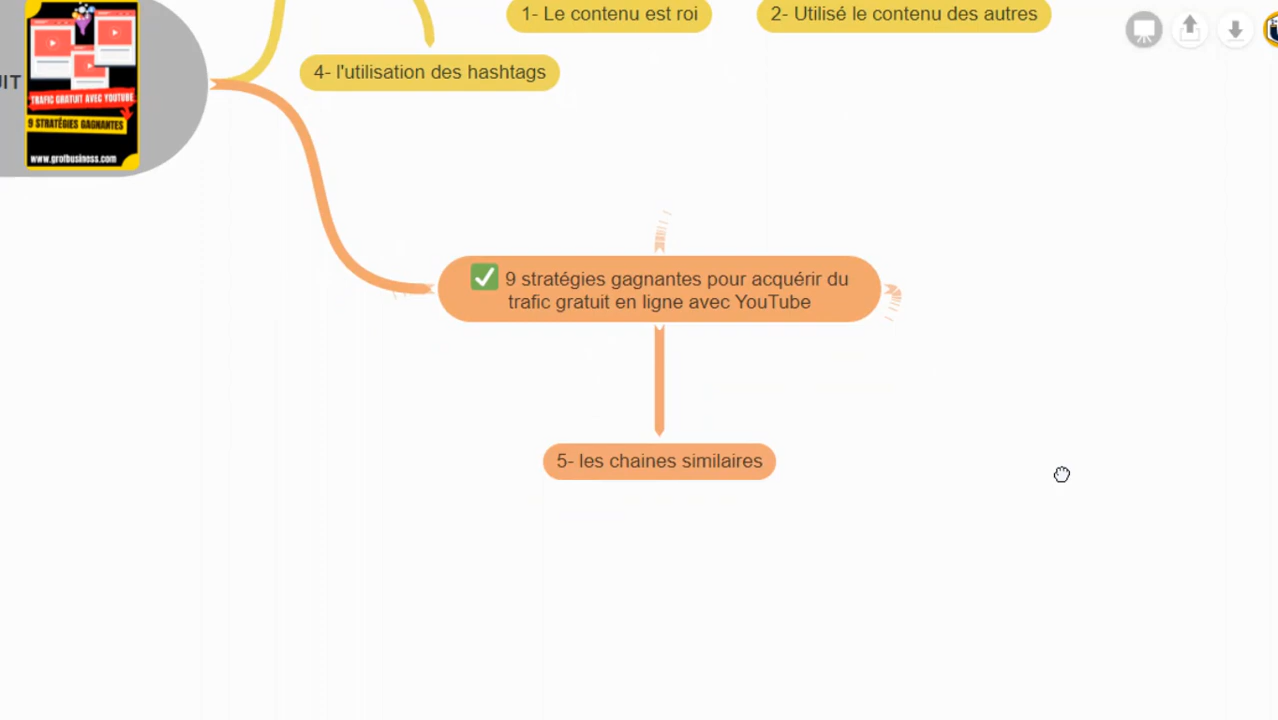 1- Le contenu est roi
2- Utilisé le contenu des autres
4- l'utilisation des hashtags
UIT
TRAFIC GRATUIT AVEC YOUTUBE
9 STRATÉGIES GAGNANTES
www.grofbusiness.com
9 stratégies gagnantes pour acquérir du
trafic gratuit en ligne avec YouTube
5- les chaines similaires